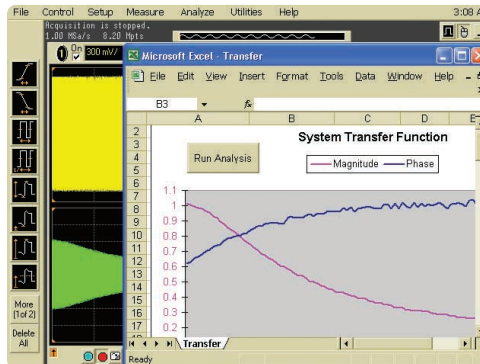 File Control Setup Measure Analyze Utilities Help 3:08 A
Acquisition is stopped.
1.00 MSa/s 8.20 Mpts
1 On 300 mV/
Microsoft Excel - Transfer
File Edit View Insert Format Tools Data Window Help
B3 fx
A B C D E
2
3
4
5
6
7
8
9
10
11
12
13
14
15
16
17
18
System Transfer Function
Run Analysis
Magnitude Phase
1.1
1
0.9
0.8
0.7
0.6
0.5
0.4
0.3
0.2
More
(1of 2)
Delete
All
Transfer
Ready